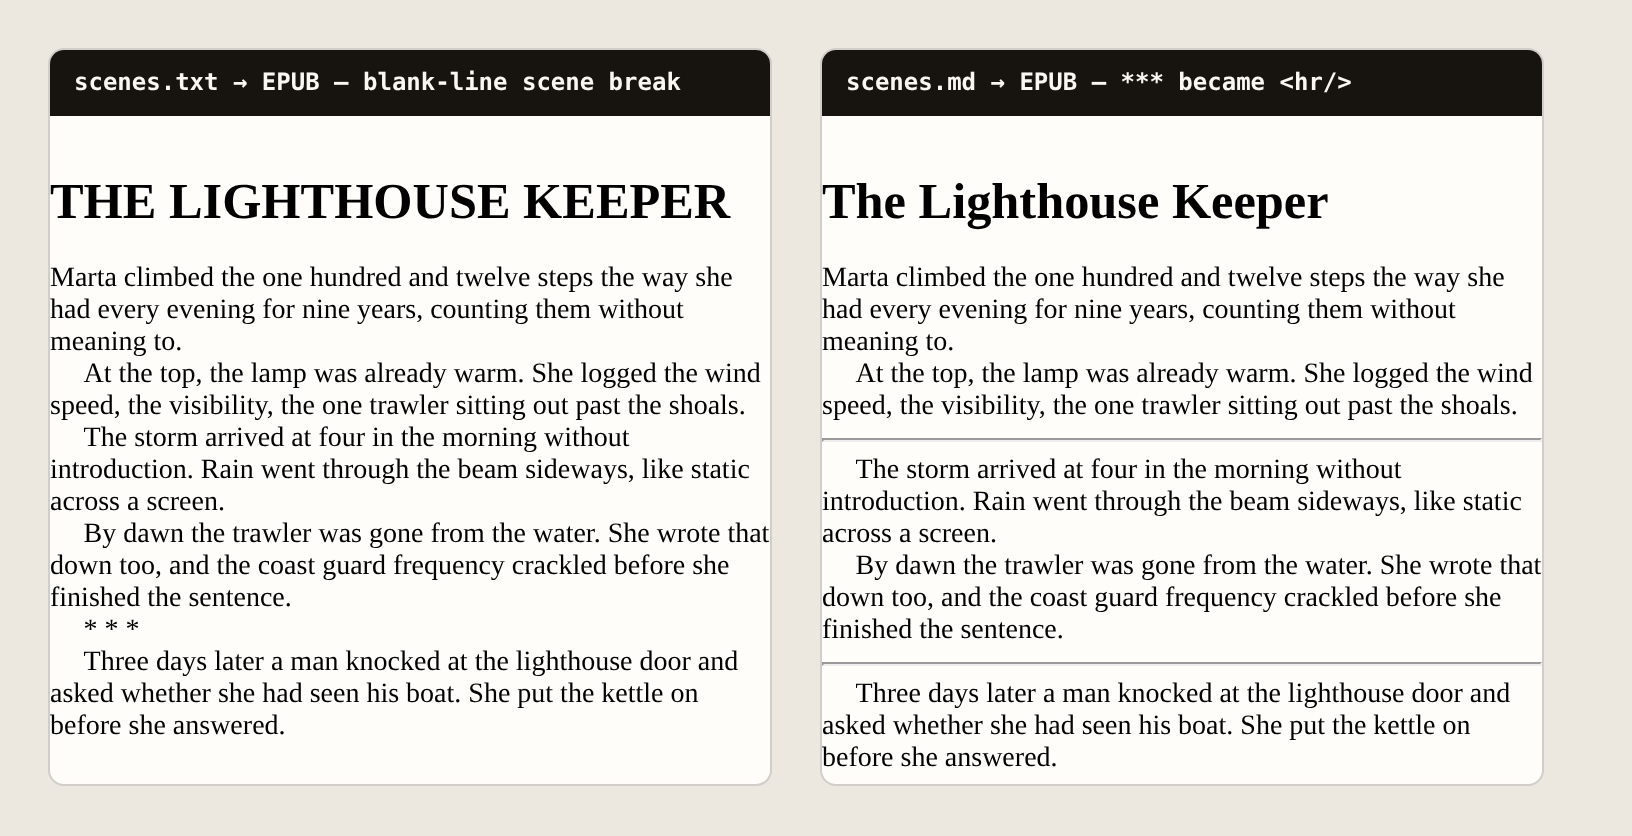 scenes.txt → EPUB — blank-line scene break
THE LIGHTHOUSE KEEPER
Marta climbed the one hundred and twelve steps the way she
had every evening for nine years, counting them without
meaning to.
At the top, the lamp was already warm. She logged the wind
speed, the visibility, the one trawler sitting out past the shoals.
The storm arrived at four in the morning without
introduction. Rain went through the beam sideways, like static
across a screen.
By dawn the trawler was gone from the water. She wrote that
down too, and the coast guard frequency crackled before she
finished the sentence.
* * *
Three days later a man knocked at the lighthouse door and
asked whether she had seen his boat. She put the kettle on
before she answered.
scenes.md → EPUB — *** became <hr/>
The Lighthouse Keeper
Marta climbed the one hundred and twelve steps the way she
had every evening for nine years, counting them without
meaning to.
At the top, the lamp was already warm. She logged the wind
speed, the visibility, the one trawler sitting out past the shoals.
The storm arrived at four in the morning without
introduction. Rain went through the beam sideways, like static
across a screen.
By dawn the trawler was gone from the water. She wrote that
down too, and the coast guard frequency crackled before she
finished the sentence.
Three days later a man knocked at the lighthouse door and
asked whether she had seen his boat. She put the kettle on
before she answered.